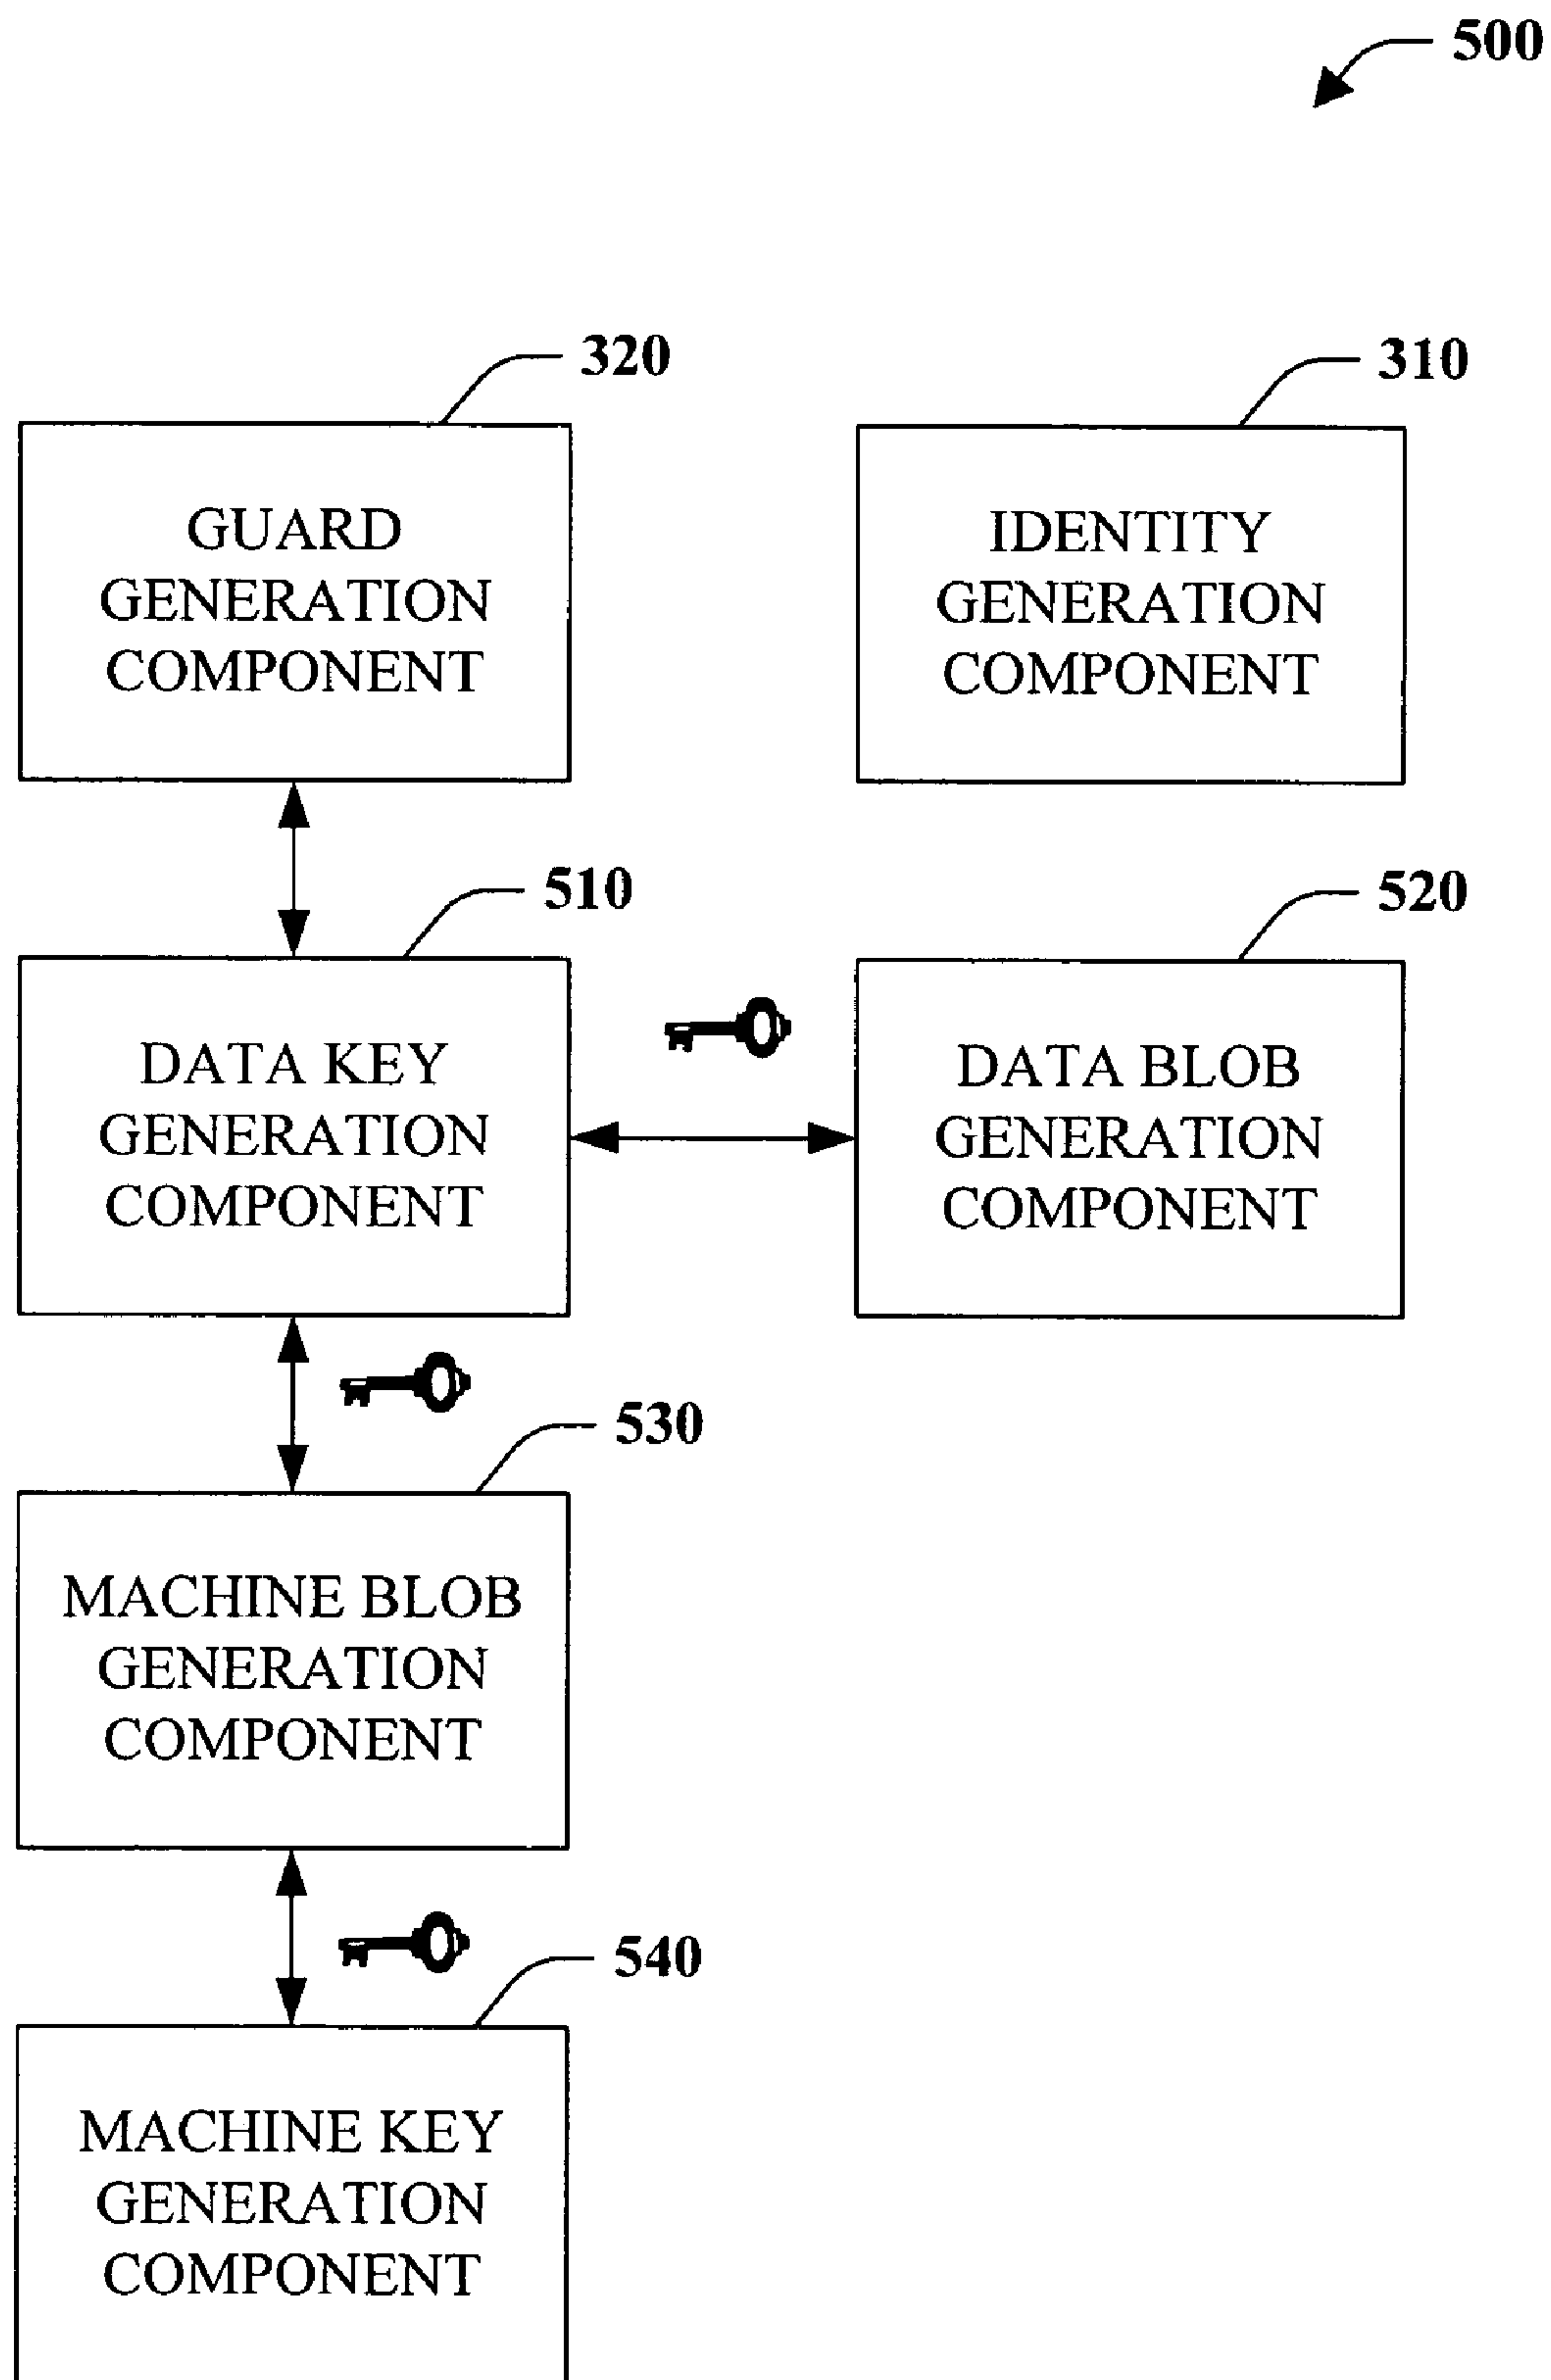 500
320
310
GUARD
GENERATION
COMPONENT
IDENTITY
GENERATION
COMPONENT
510
520
DATA KEY
GENERATION
COMPONENT
DATA BLOB
GENERATION
COMPONENT
530
MACHINE BLOB
GENERATION
COMPONENT
540
MACHINE KEY
GENERATION
COMPONENT